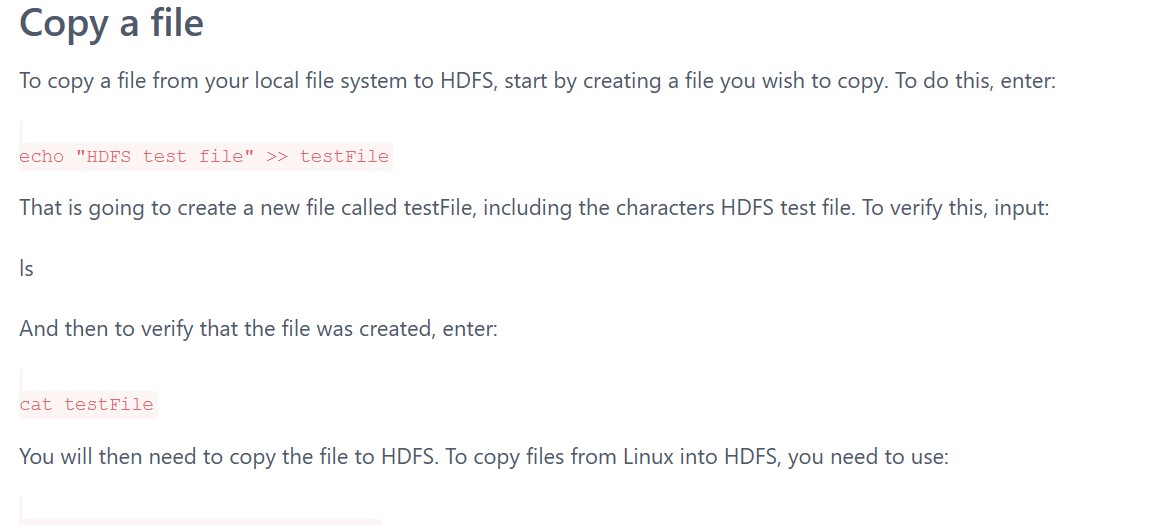 Copy a file
To copy a file from your local file system to HDFS, start by creating a file you wish to copy. To do this, enter:
echo "HDFS test file" >> testFile
That is going to create a new file called testFile, including the characters HDFS test file. To verify this, input:
ls
And then to verify that the file was created, enter:
cat testFile
You will then need to copy the file to HDFS. To copy files from Linux into HDFS, you need to use: